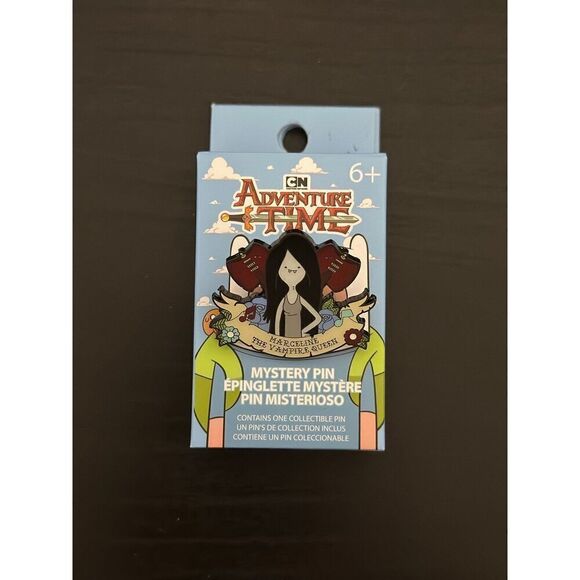 6+
CN
ADVENTURE
TIME
MARCELINE
THE VAMPIRE QUEEN
MYSTERY PIN
ÉPINGLETTE MYSTÈRE
PIN MISTERIOSO
CONTAINS ONE COLLECTIBLE PIN
UN PIN'S DE COLLECTION INCLUS
CONTIENE UN PIN COLECCIONABLE